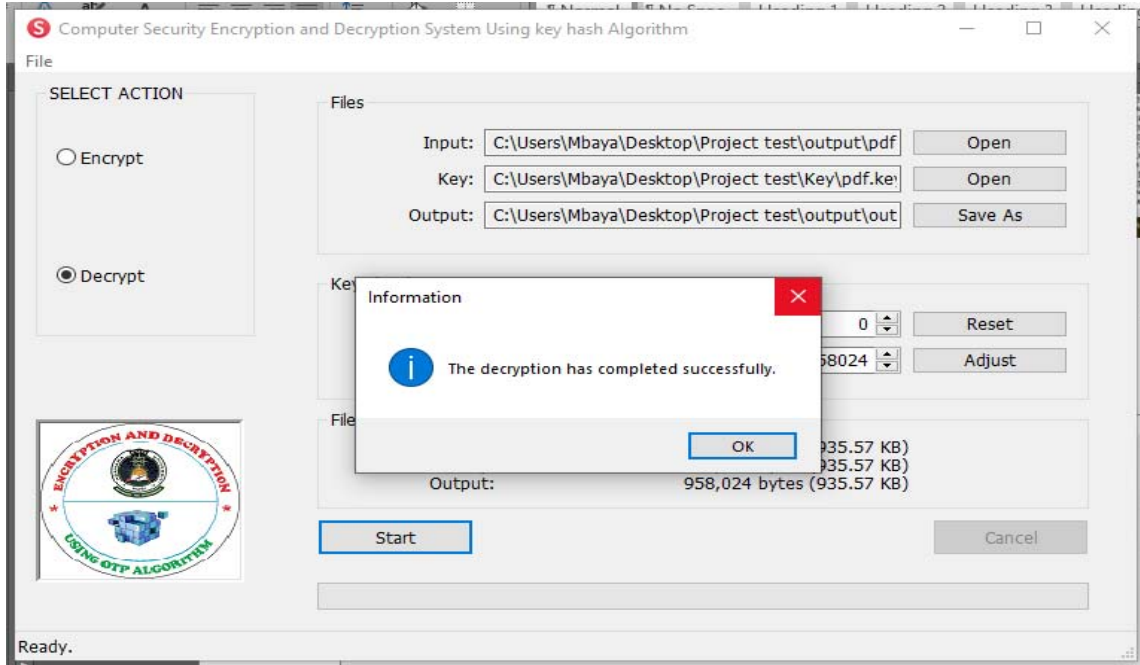 Computer Security Encryption and Decryption System Using key hash Algorithm
File
SELECT ACTION
Encrypt
Decrypt
Files
Input: C:\Users\Mbaya\Desktop\Project test\output\pdf Open
Key: C:\Users\Mbaya\Desktop\Project test\Key\pdf.key Open
Output: C:\Users\Mbaya\Desktop\Project test\output\out Save As
Key
Information
The decryption has completed successfully.
OK
0 Reset
58024 Adjust
File
935.57 KB)
935.57 KB)
Output: 958,024 bytes (935.57 KB)
ENCRYPTION AND DECRYPTION
USING OTP ALGORITHM
Start Cancel
Ready.